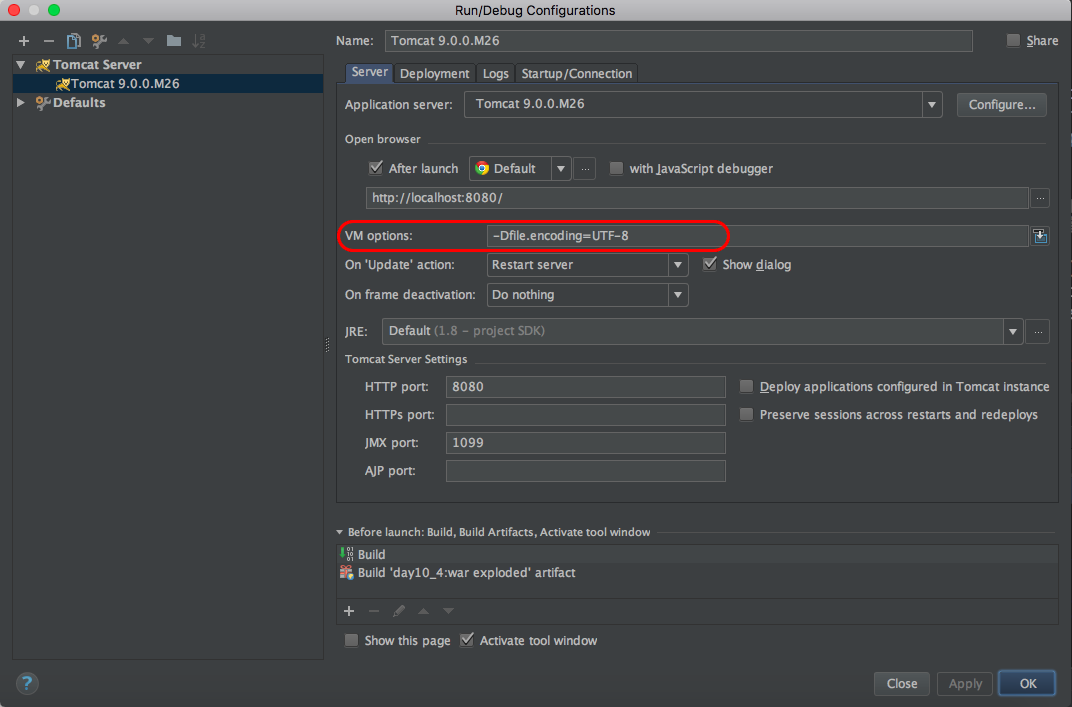 Run/Debug Configurations
Name: Tomcat 9.0.0.M26 Share
Tomcat Server
Tomcat 9.0.0.M26
Defaults
Server Deployment Logs Startup/Connection
Application server: Tomcat 9.0.0.M26 Configure...
Open browser
After launch Default ... with JavaScript debugger
http://localhost:8080/ ...
VM options: -Dfile.encoding=UTF-8
On 'Update' action: Restart server Show dialog
On frame deactivation: Do nothing
JRE: Default (1.8 – project SDK) ...
Tomcat Server Settings
HTTP port: 8080 Deploy applications configured in Tomcat instance
HTTPs port: Preserve sessions across restarts and redeploys
JMX port: 1099
AJP port:
Before launch: Build, Build Artifacts, Activate tool window
Build
Build 'day10_4:war exploded' artifact
Show this page Activate tool window
? Close Apply OK